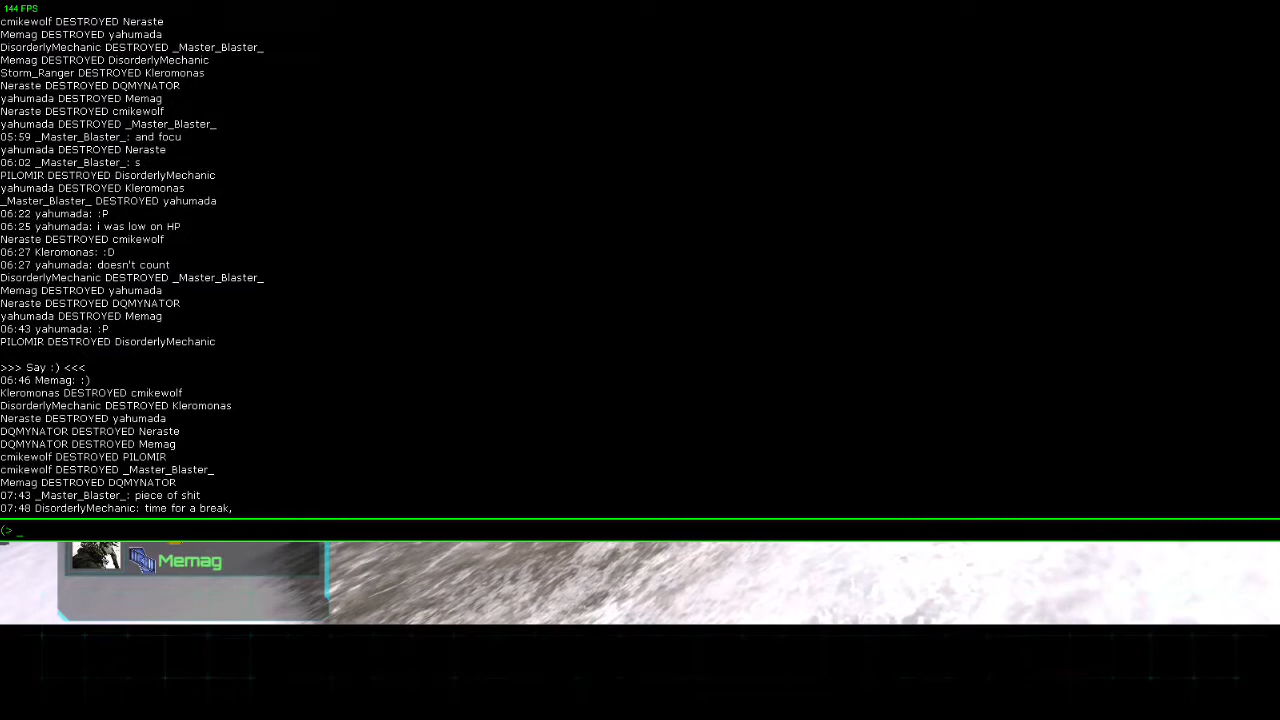 144 FPS
cmikewolf DESTROYED Neraste
Memag DESTROYED yahumada
DisorderlyMechanic DESTROYED _Master_Blaster_
Memag DESTROYED DisorderlyMechanic
Storm_Ranger DESTROYED Kleromonas
Neraste DESTROYED DQMYNATOR
yahumada DESTROYED Memag
Neraste DESTROYED cmikewolf
yahumada DESTROYED _Master_Blaster_
05:59 _Master_Blaster_: and focu
yahumada DESTROYED Neraste
06:02 _Master_Blaster_: s
PILOMIR DESTROYED DisorderlyMechanic
yahumada DESTROYED Kleromonas
_Master_Blaster_ DESTROYED yahumada
06:22 yahumada: :P
06:25 yahumada: i was low on HP
Neraste DESTROYED cmikewolf
06:27 Kleromonas: :D
06:27 yahumada: doesn't count
DisorderlyMechanic DESTROYED _Master_Blaster_
Memag DESTROYED yahumada
Neraste DESTROYED DQMYNATOR
yahumada DESTROYED Memag
06:43 yahumada: :P
PILOMIR DESTROYED DisorderlyMechanic
>>> Say :) <<<
06:46 Memag: :)
Kleromonas DESTROYED cmikewolf
DisorderlyMechanic DESTROYED Kleromonas
Neraste DESTROYED yahumada
DQMYNATOR DESTROYED Neraste
DQMYNATOR DESTROYED Memag
cmikewolf DESTROYED PILOMIR
cmikewolf DESTROYED _Master_Blaster_
Memag DESTROYED DQMYNATOR
07:43 _Master_Blaster_: piece of shit
07:48 DisorderlyMechanic: time for a break,
(> _
Memag